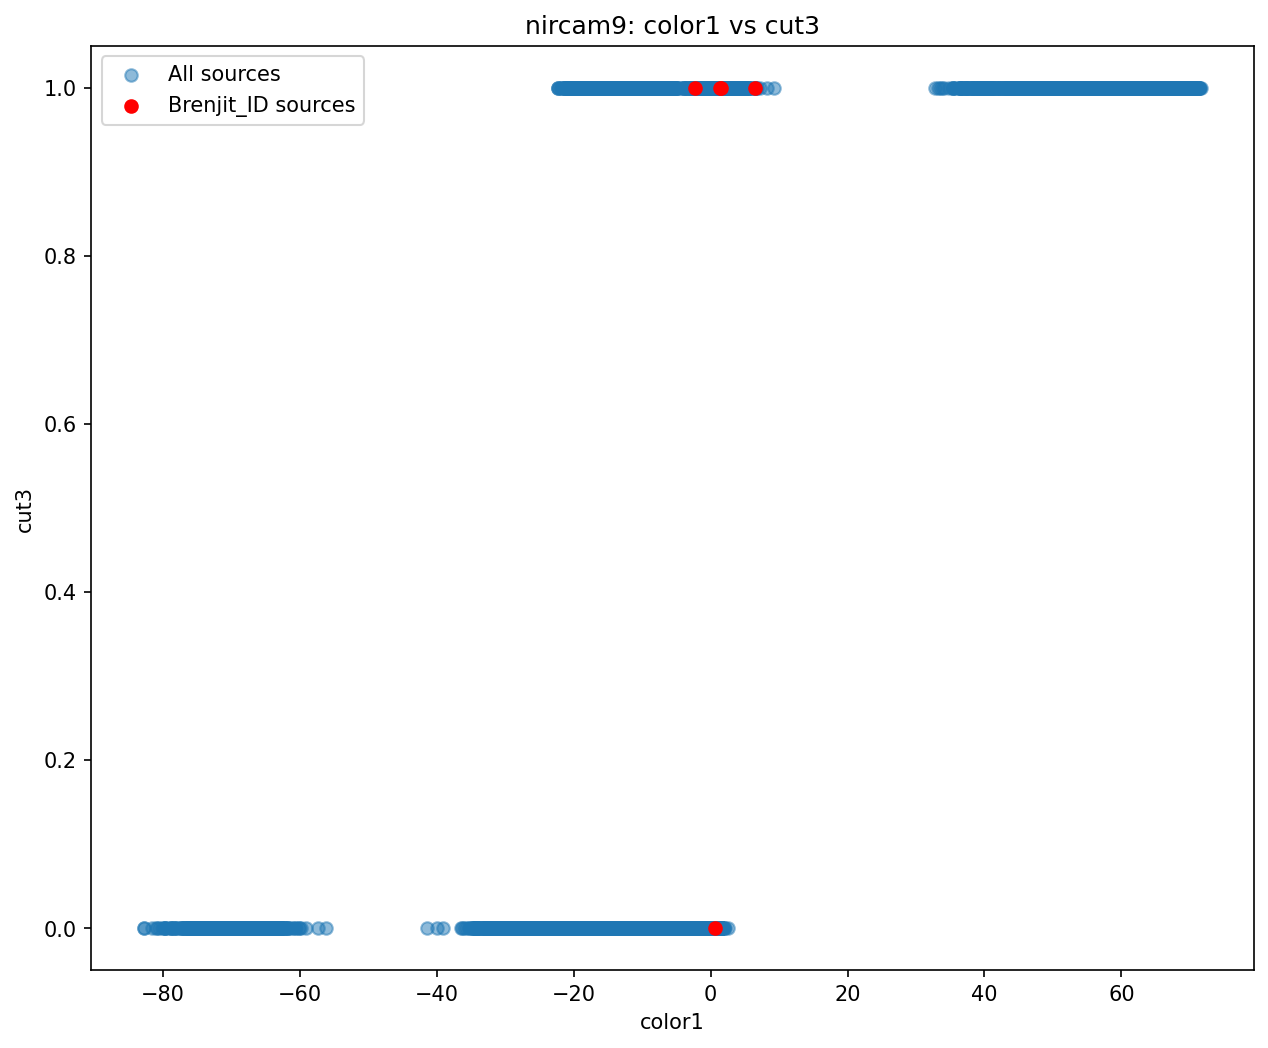 nircam9: color1 vs cut3
All sources
Brenjit_ID sources
1.0
0.8
0.6
0.4
0.2
0.0
cut3
−80
−60
−40
−20
0
20
40
60
color1